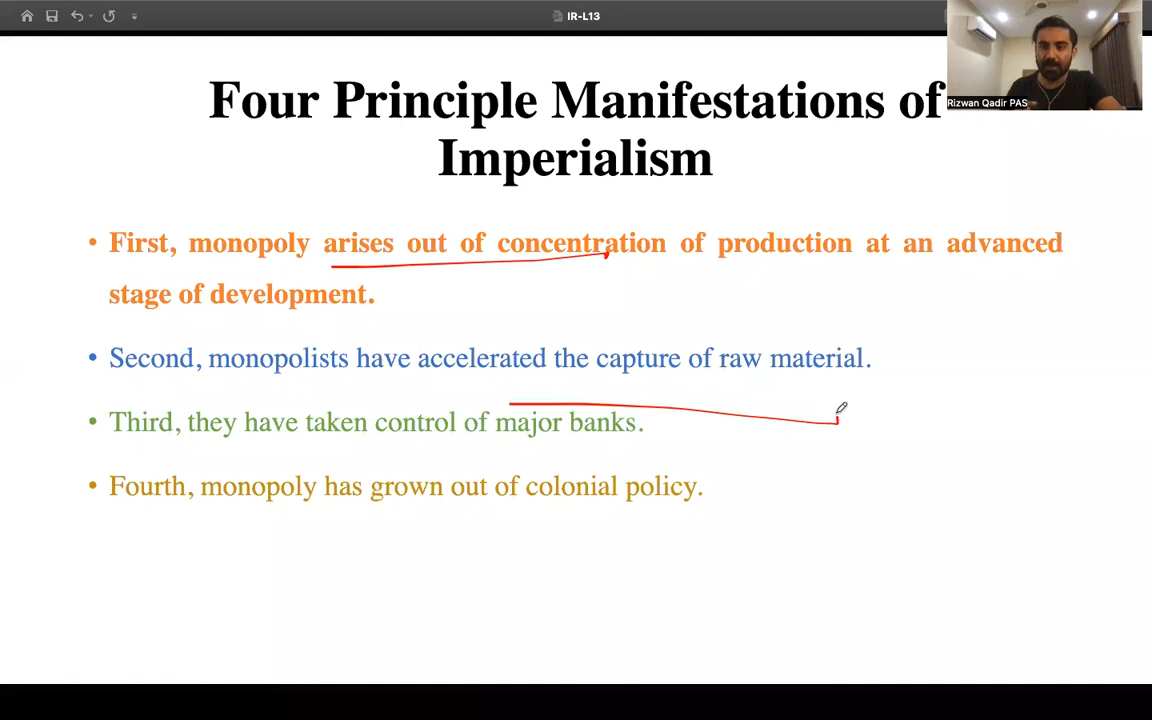 IR-L13
Rizwan Qadir PAS
Four Principle Manifestations of
Imperialism
• First, monopoly arises out of concentration of production at an advanced
stage of development.
• Second, monopolists have accelerated the capture of raw material.
• Third, they have taken control of major banks.
• Fourth, monopoly has grown out of colonial policy.